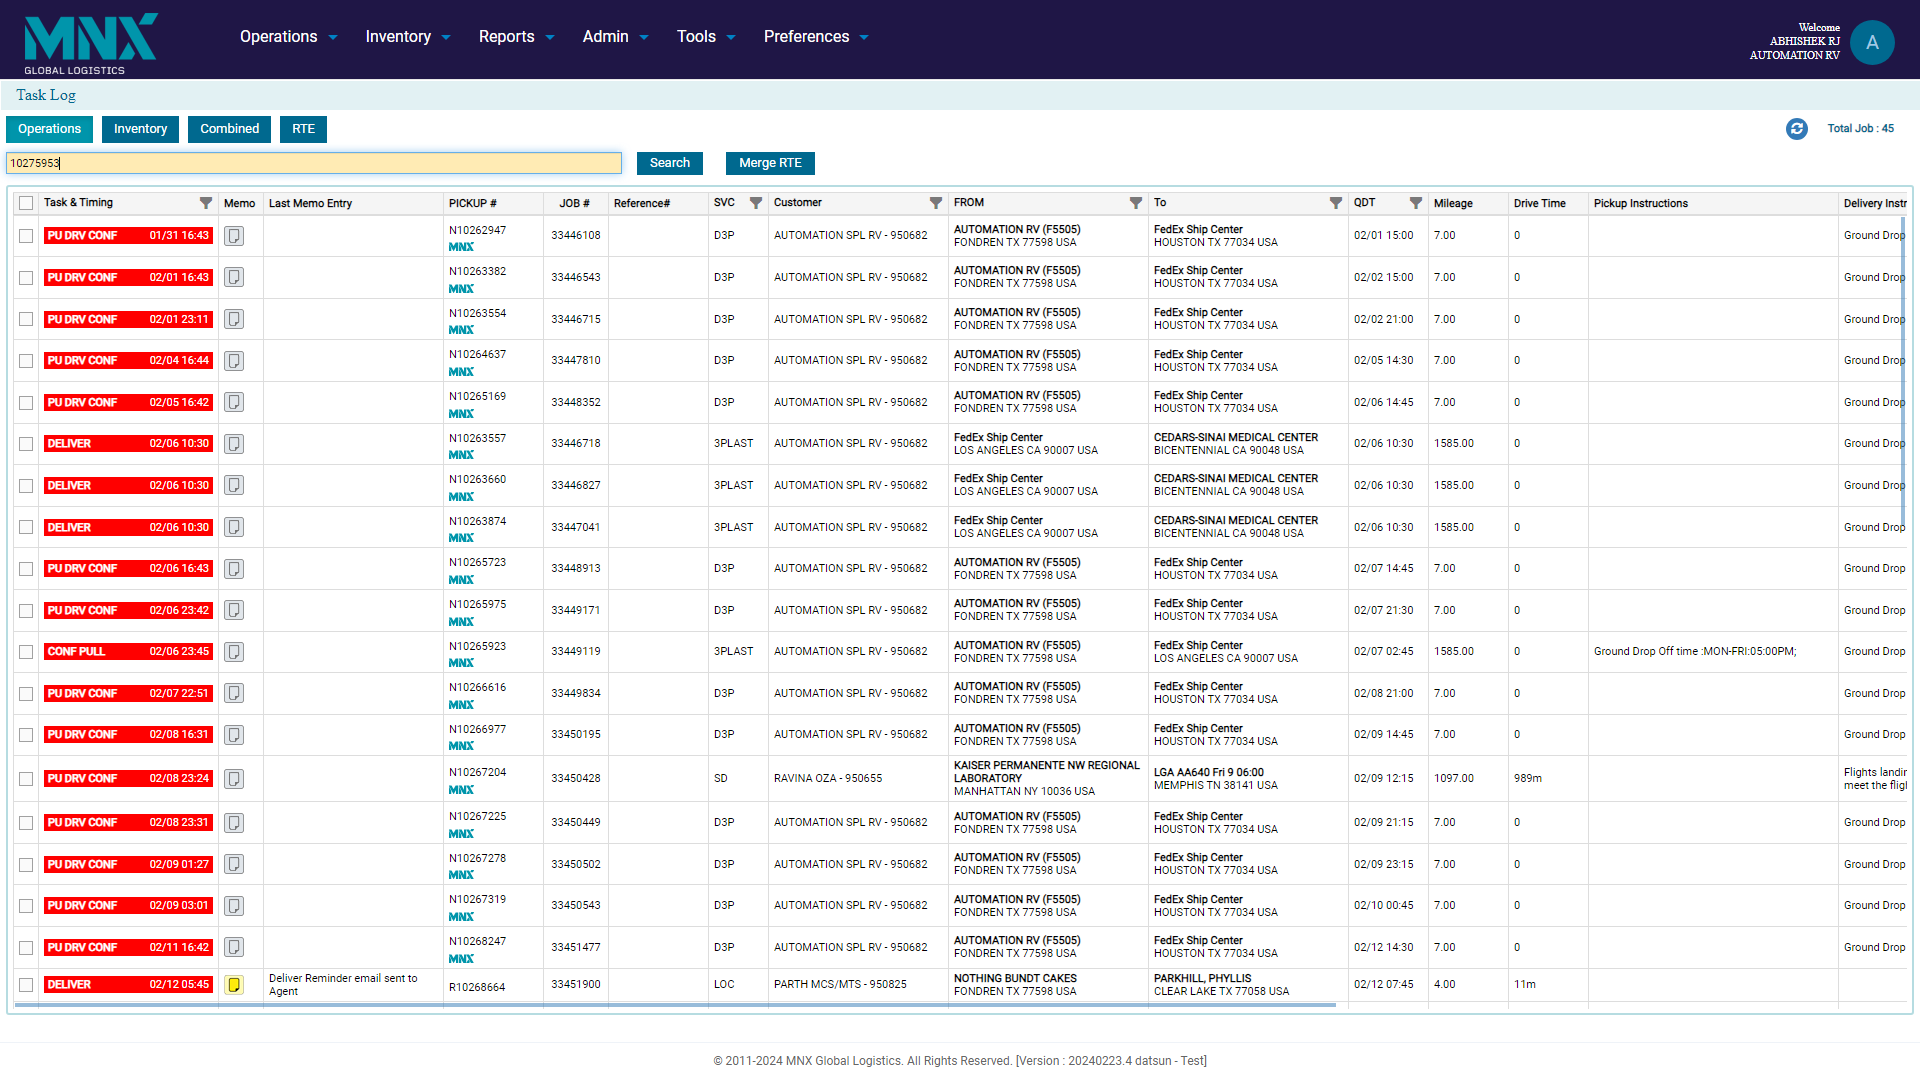 MNX
GLOBAL LOGISTICS
Operations Inventory Reports Admin Tools Preferences
Welcome
ABHISHEK RJ
AUTOMATION RV
A
Task Log
Operations Inventory Combined RTE
Total Job : 45
10275953 Search Merge RTE
Task & Timing Memo Last Memo Entry PICKUP # JOB # Reference# SVC Customer FROM To QDT Mileage Drive Time Pickup Instructions Delivery Instr
PU DRV CONF 01/31 16:43 N10262947 MNX 33446108 D3P AUTOMATION SPL RV - 950682 AUTOMATION RV (F5505) FONDREN TX 77598 USA FedEx Ship Center HOUSTON TX 77034 USA 02/01 15:00 7.00 0 Ground Drop
PU DRV CONF 02/01 16:43 N10263382 MNX 33446543 D3P AUTOMATION SPL RV - 950682 AUTOMATION RV (F5505) FONDREN TX 77598 USA FedEx Ship Center HOUSTON TX 77034 USA 02/02 15:00 7.00 0 Ground Drop
PU DRV CONF 02/01 23:11 N10263554 MNX 33446715 D3P AUTOMATION SPL RV - 950682 AUTOMATION RV (F5505) FONDREN TX 77598 USA FedEx Ship Center HOUSTON TX 77034 USA 02/02 21:00 7.00 0 Ground Drop
PU DRV CONF 02/04 16:44 N10264637 MNX 33447810 D3P AUTOMATION SPL RV - 950682 AUTOMATION RV (F5505) FONDREN TX 77598 USA FedEx Ship Center HOUSTON TX 77034 USA 02/05 14:30 7.00 0 Ground Drop
PU DRV CONF 02/05 16:42 N10265169 MNX 33448352 D3P AUTOMATION SPL RV - 950682 AUTOMATION RV (F5505) FONDREN TX 77598 USA FedEx Ship Center HOUSTON TX 77034 USA 02/06 14:45 7.00 0 Ground Drop
DELIVER 02/06 10:30 N10263557 MNX 33446718 3PLAST AUTOMATION SPL RV - 950682 FedEx Ship Center LOS ANGELES CA 90007 USA CEDARS-SINAI MEDICAL CENTER BICENTENNIAL CA 90048 USA 02/06 10:30 1585.00 0 Ground Drop
DELIVER 02/06 10:30 N10263660 MNX 33446827 3PLAST AUTOMATION SPL RV - 950682 FedEx Ship Center LOS ANGELES CA 90007 USA CEDARS-SINAI MEDICAL CENTER BICENTENNIAL CA 90048 USA 02/06 10:30 1585.00 0 Ground Drop
DELIVER 02/06 10:30 N10263874 MNX 33447041 3PLAST AUTOMATION SPL RV - 950682 FedEx Ship Center LOS ANGELES CA 90007 USA CEDARS-SINAI MEDICAL CENTER BICENTENNIAL CA 90048 USA 02/06 10:30 1585.00 0 Ground Drop
PU DRV CONF 02/06 16:43 N10265723 MNX 33448913 D3P AUTOMATION SPL RV - 950682 AUTOMATION RV (F5505) FONDREN TX 77598 USA FedEx Ship Center HOUSTON TX 77034 USA 02/07 14:45 7.00 0 Ground Drop
PU DRV CONF 02/06 23:42 N10265975 MNX 33449171 D3P AUTOMATION SPL RV - 950682 AUTOMATION RV (F5505) FONDREN TX 77598 USA FedEx Ship Center HOUSTON TX 77034 USA 02/07 21:30 7.00 0 Ground Drop
CONF PULL 02/06 23:45 N10265923 MNX 33449119 3PLAST AUTOMATION SPL RV - 950682 AUTOMATION RV (F5505) FONDREN TX 77598 USA FedEx Ship Center LOS ANGELES CA 90007 USA 02/07 02:45 1585.00 0 Ground Drop Off time :MON-FRI:05:00PM; Ground Drop
PU DRV CONF 02/07 22:51 N10266616 MNX 33449834 D3P AUTOMATION SPL RV - 950682 AUTOMATION RV (F5505) FONDREN TX 77598 USA FedEx Ship Center HOUSTON TX 77034 USA 02/08 21:00 7.00 0 Ground Drop
PU DRV CONF 02/08 16:31 N10266977 MNX 33450195 D3P AUTOMATION SPL RV - 950682 AUTOMATION RV (F5505) FONDREN TX 77598 USA FedEx Ship Center HOUSTON TX 77034 USA 02/09 14:45 7.00 0 Ground Drop
PU DRV CONF 02/08 23:24 N10267204 MNX 33450428 SD RAVINA OZA - 950655 KAISER PERMANENTE NW REGIONAL LABORATORY MANHATTAN NY 10036 USA LGA AA640 Fri 9 06:00 MEMPHIS TN 38141 USA 02/09 12:15 1097.00 989m Flights landin meet the fligh
PU DRV CONF 02/08 23:31 N10267225 MNX 33450449 D3P AUTOMATION SPL RV - 950682 AUTOMATION RV (F5505) FONDREN TX 77598 USA FedEx Ship Center HOUSTON TX 77034 USA 02/09 21:15 7.00 0 Ground Drop
PU DRV CONF 02/09 01:27 N10267278 MNX 33450502 D3P AUTOMATION SPL RV - 950682 AUTOMATION RV (F5505) FONDREN TX 77598 USA FedEx Ship Center HOUSTON TX 77034 USA 02/09 23:15 7.00 0 Ground Drop
PU DRV CONF 02/09 03:01 N10267319 MNX 33450543 D3P AUTOMATION SPL RV - 950682 AUTOMATION RV (F5505) FONDREN TX 77598 USA FedEx Ship Center HOUSTON TX 77034 USA 02/10 00:45 7.00 0 Ground Drop
PU DRV CONF 02/11 16:42 N10268247 MNX 33451477 D3P AUTOMATION SPL RV - 950682 AUTOMATION RV (F5505) FONDREN TX 77598 USA FedEx Ship Center HOUSTON TX 77034 USA 02/12 14:30 7.00 0 Ground Drop
DELIVER 02/12 05:45 Deliver Reminder email sent to Agent R10268664 33451900 LOC PARTH MCS/MTS - 950825 NOTHING BUNDT CAKES FONDREN TX 77598 USA PARKHILL, PHYLLIS CLEAR LAKE TX 77058 USA 02/12 07:45 4.00 11m
© 2011-2024 MNX Global Logistics. All Rights Reserved. [Version : 20240223.4 datsun - Test]